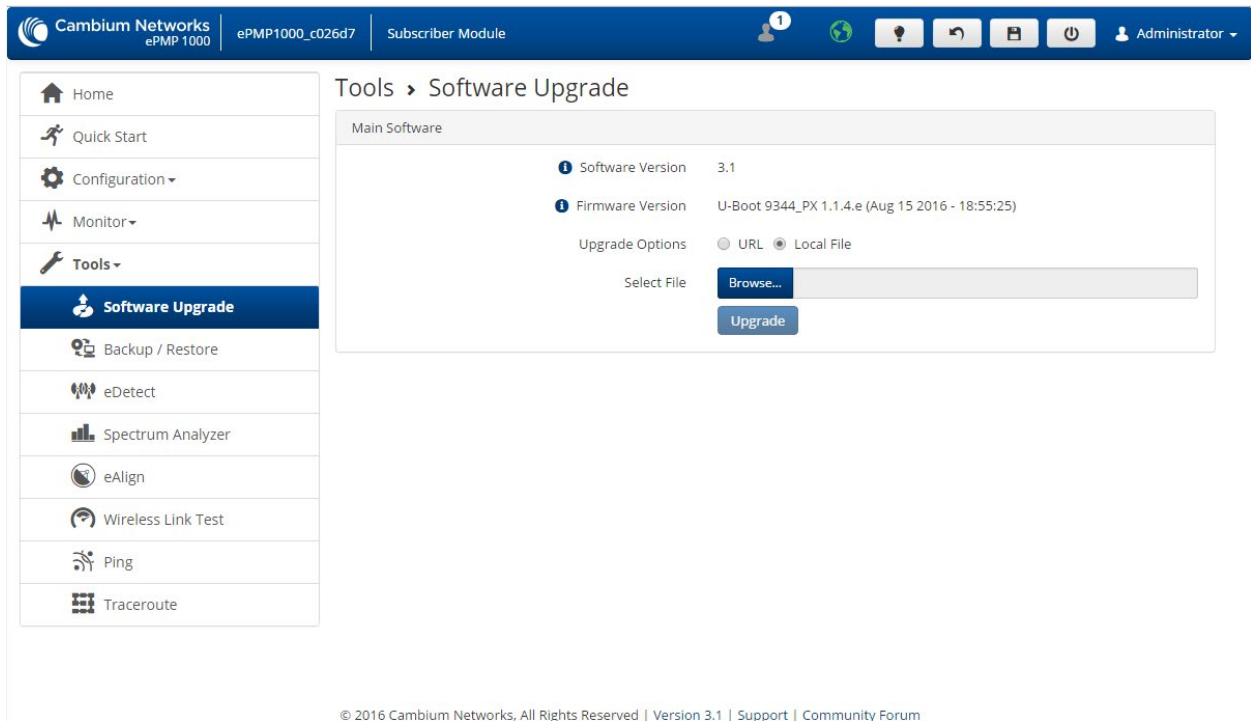 Cambium Networks
ePMP 1000
ePMP1000_c026d7
Subscriber Module
1
Administrator
Home
Quick Start
Configuration
Monitor
Tools
Software Upgrade
Backup / Restore
eDetect
Spectrum Analyzer
eAlign
Wireless Link Test
Ping
Traceroute
Tools > Software Upgrade
Main Software
Software Version 3.1
Firmware Version U-Boot 9344_PX 1.1.4.e (Aug 15 2016 - 18:55:25)
Upgrade Options URL Local File
Select File Browse...
Upgrade
© 2016 Cambium Networks, All Rights Reserved | Version 3.1 | Support | Community Forum